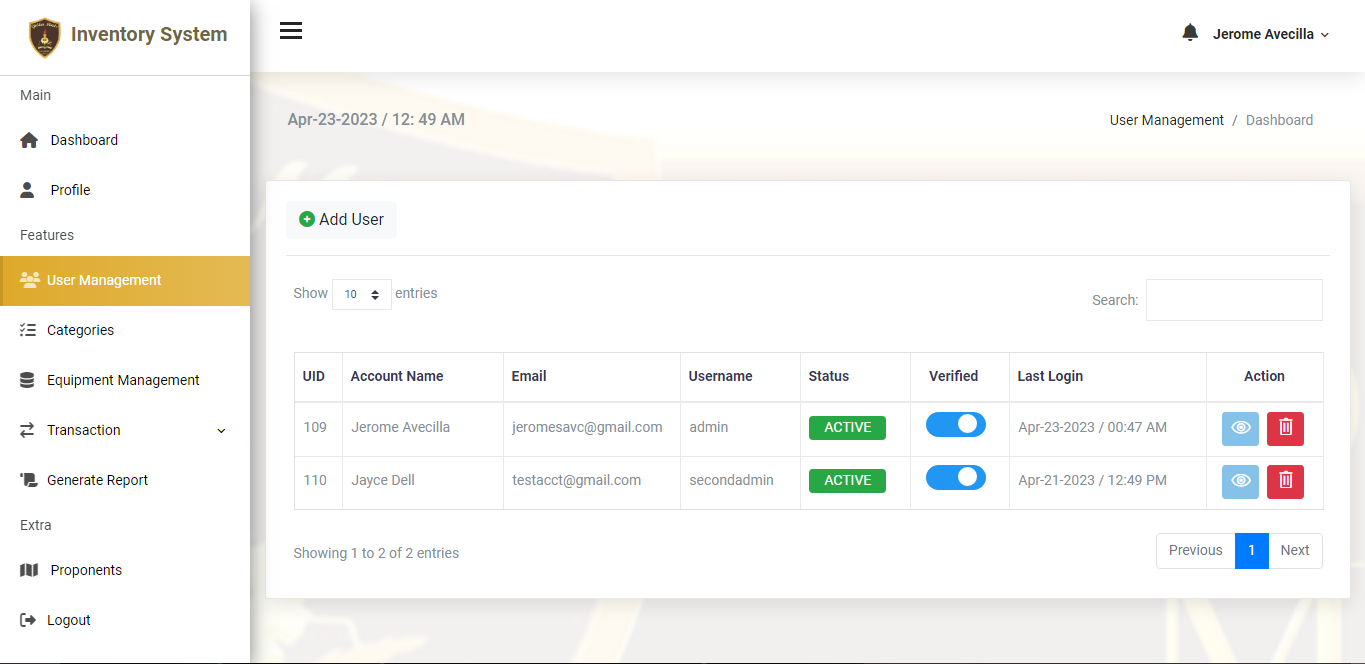 Inventory System
Jerome Avecilla
Main
Dashboard
Profile
Features
User Management
Categories
Equipment Management
Transaction
Generate Report
Extra
Proponents
Logout
Apr-23-2023 / 12: 49 AM
User Management / Dashboard
Add User
Show 10 entries
Search:
UID Account Name Email Username Status Verified Last Login Action
109 Jerome Avecilla jeromesavc@gmail.com admin ACTIVE Apr-23-2023 / 00:47 AM
110 Jayce Dell testacct@gmail.com secondadmin ACTIVE Apr-21-2023 / 12:49 PM
Showing 1 to 2 of 2 entries
Previous 1 Next